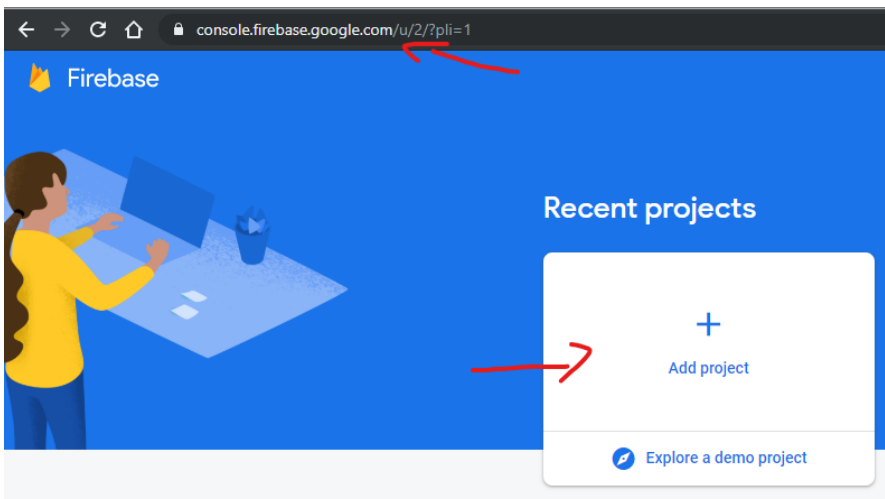 console.firebase.google.com/u/2/?pli=1
Firebase
Recent projects
Add project
Explore a demo project